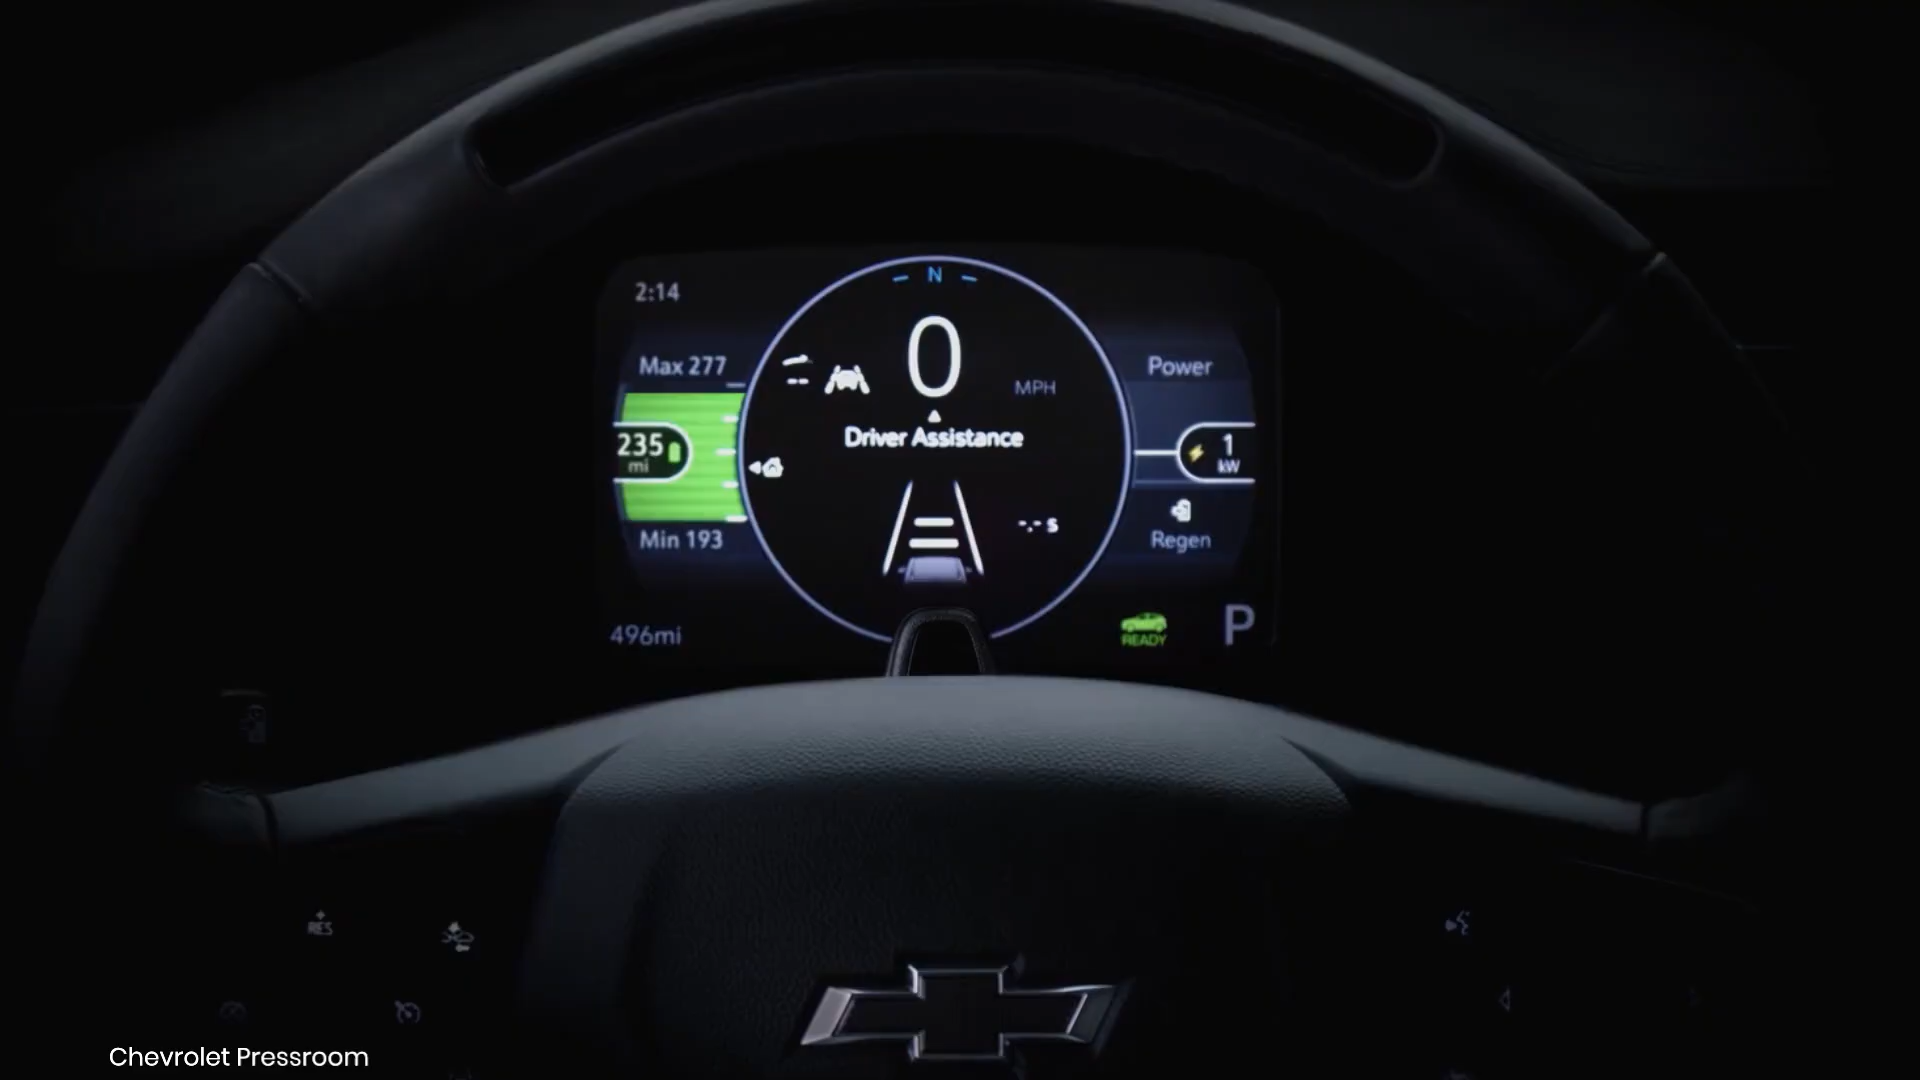 N
2:14
0
Max 277
MPH
Power
Driver Assistance
235
mi
1
kW
-.- s
Min 193
Regen
496mi
READY
P
RES
Chevrolet Pressroom